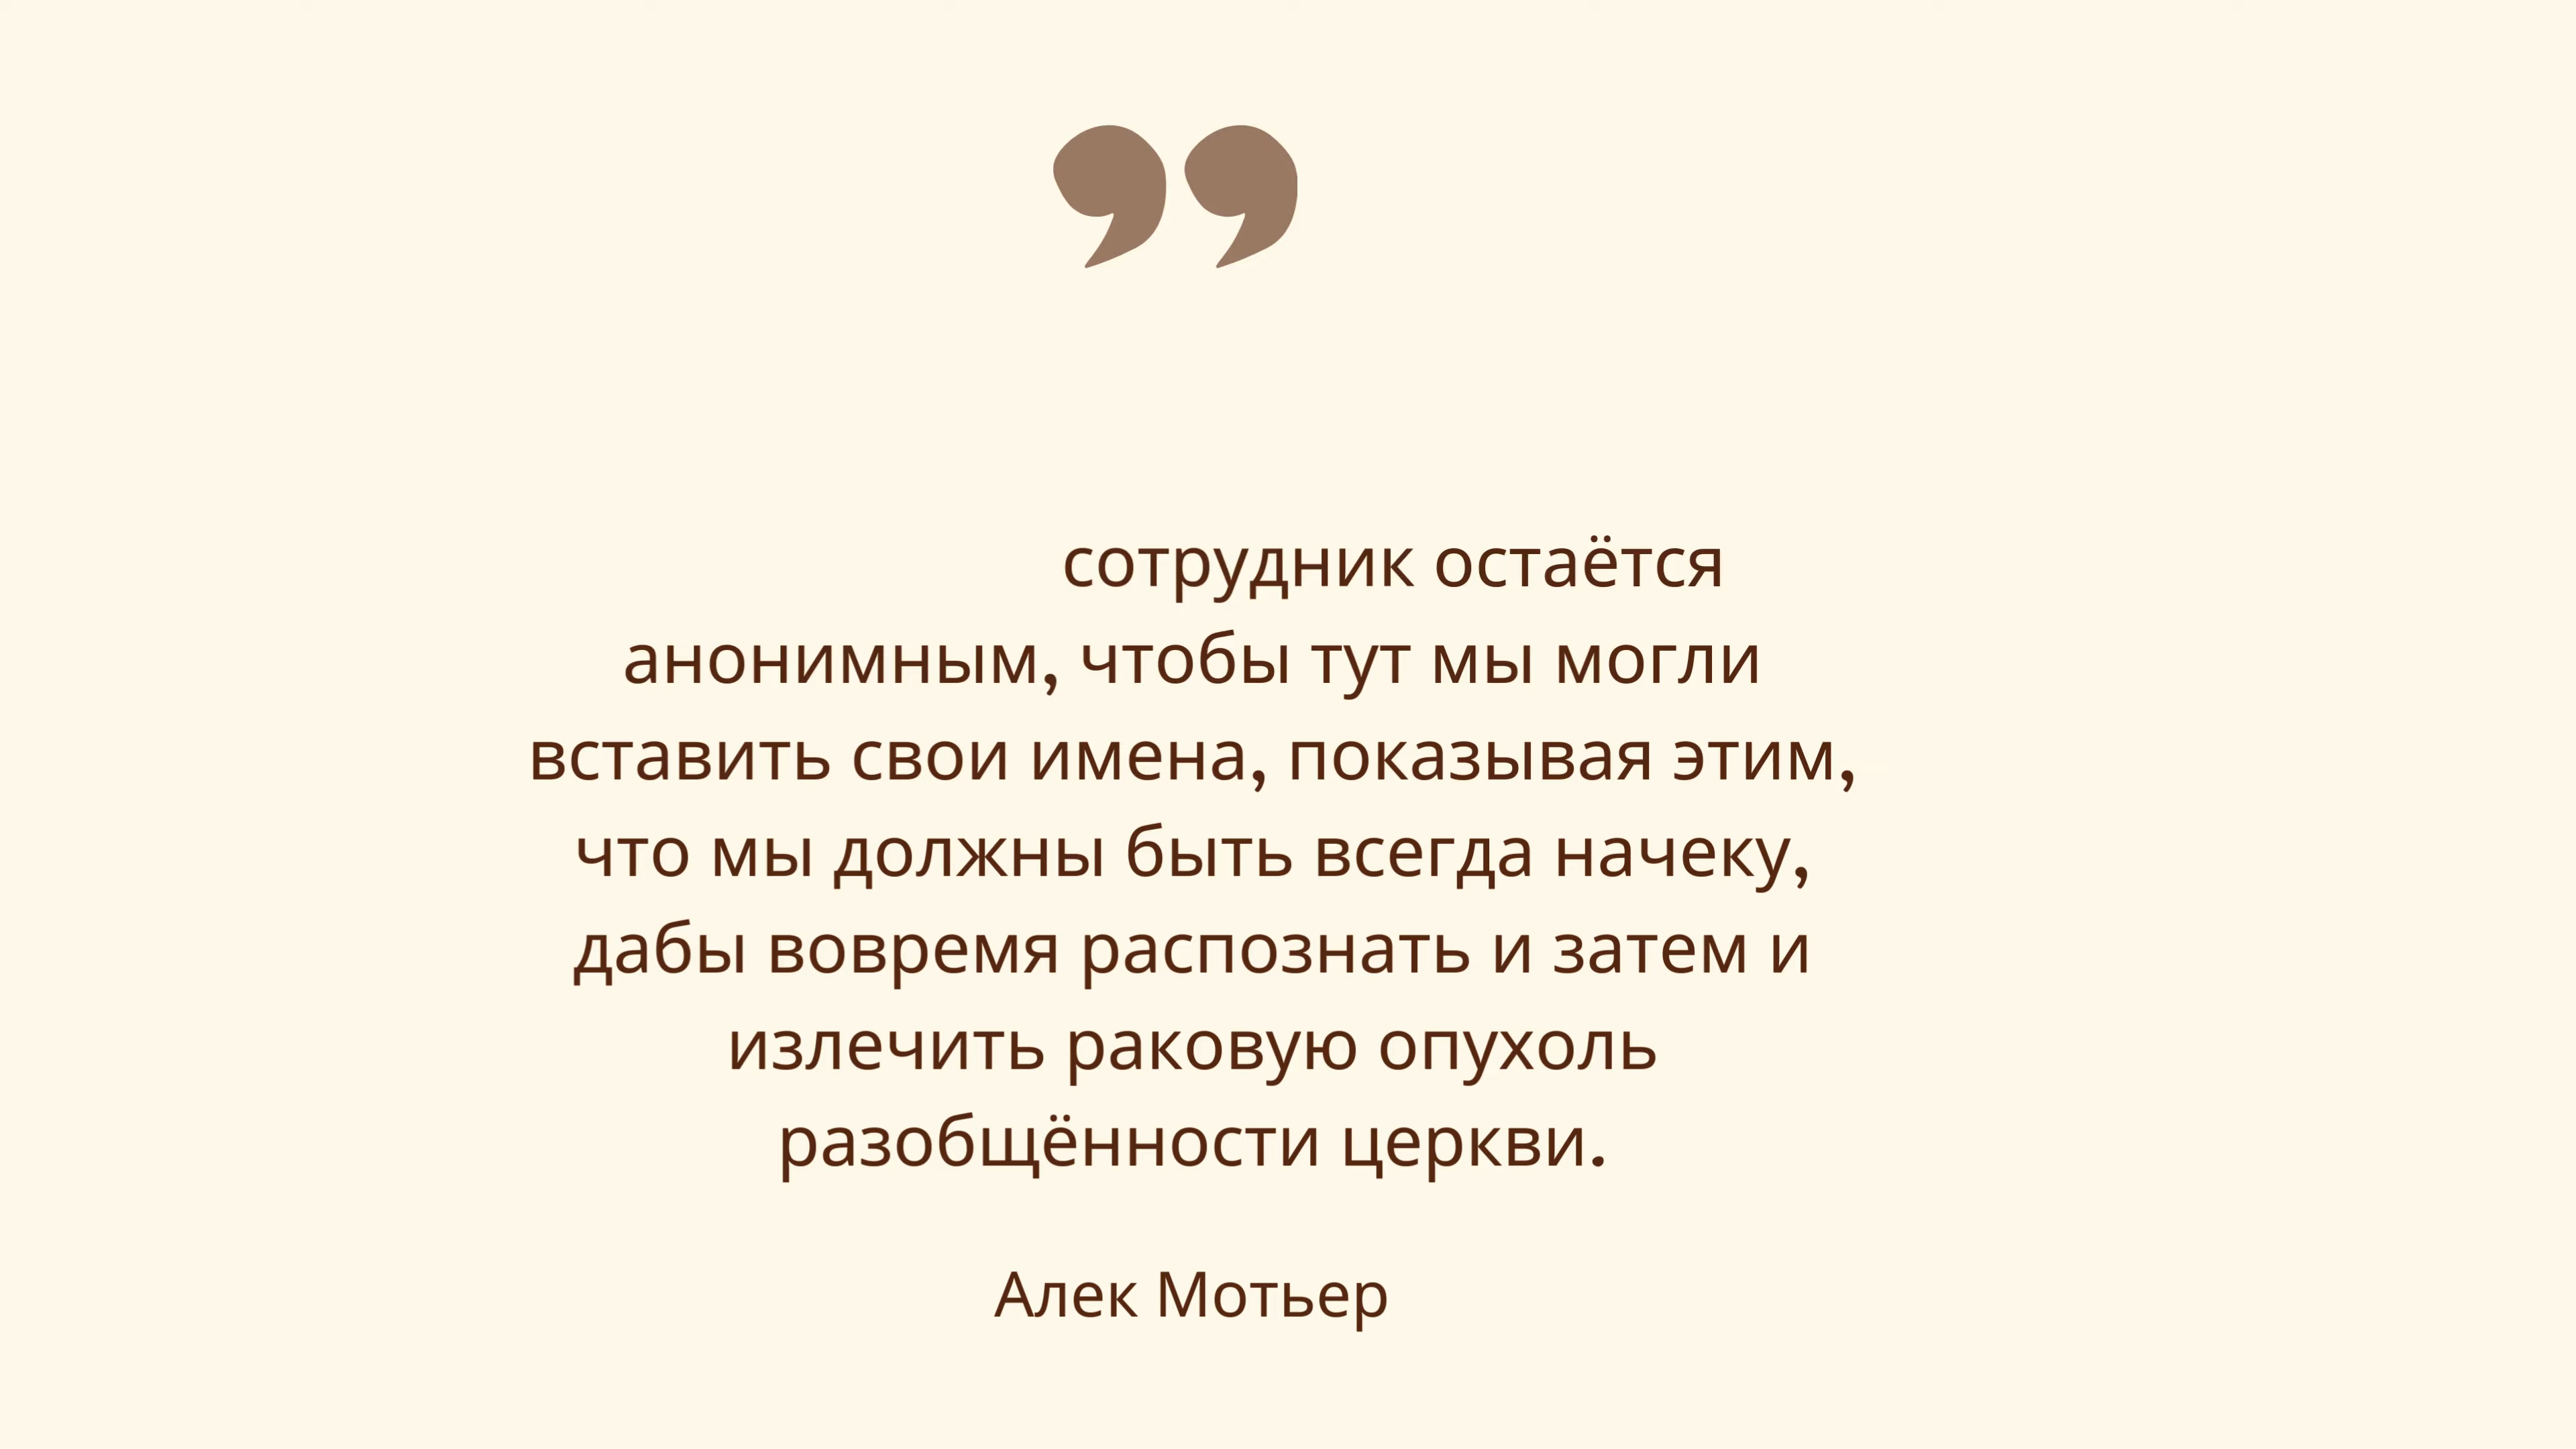 ”
сотрудник остаётся
анонимным, чтобы тут мы могли
вставить свои имена, показывая этим,
что мы должны быть всегда начеку,
дабы вовремя распознать и затем и
излечить раковую опухоль
разобщённости церкви.
Алек Мотьер